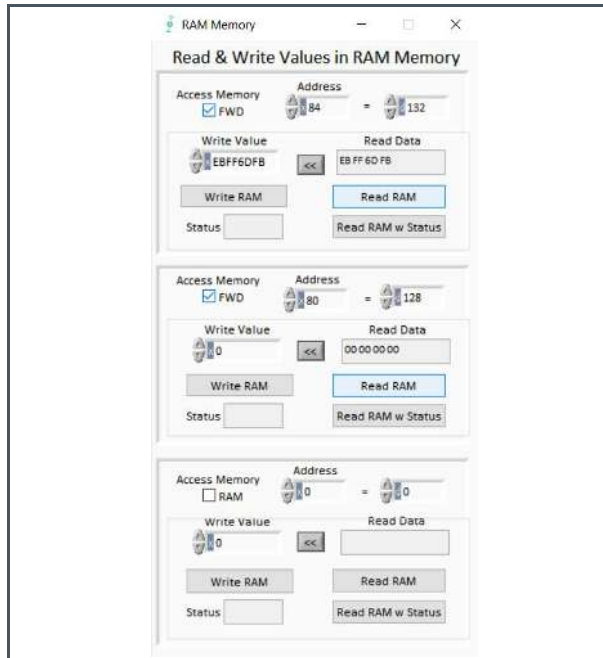 RAM Memory
Read & Write Values in RAM Memory
Access Memory
Address
FWD
84 = 132
Write Value
Read Data
EBFF6DFB << EB FF 6D FB
Write RAM
Read RAM
Status
Read RAM w Status
Access Memory
Address
FWD
80 = 128
Write Value
Read Data
0 << 00 00 00 00
Write RAM
Read RAM
Status
Read RAM w Status
Access Memory
Address
RAM
0 = 0
Write Value
Read Data
0 <<
Write RAM
Read RAM
Status
Read RAM w Status